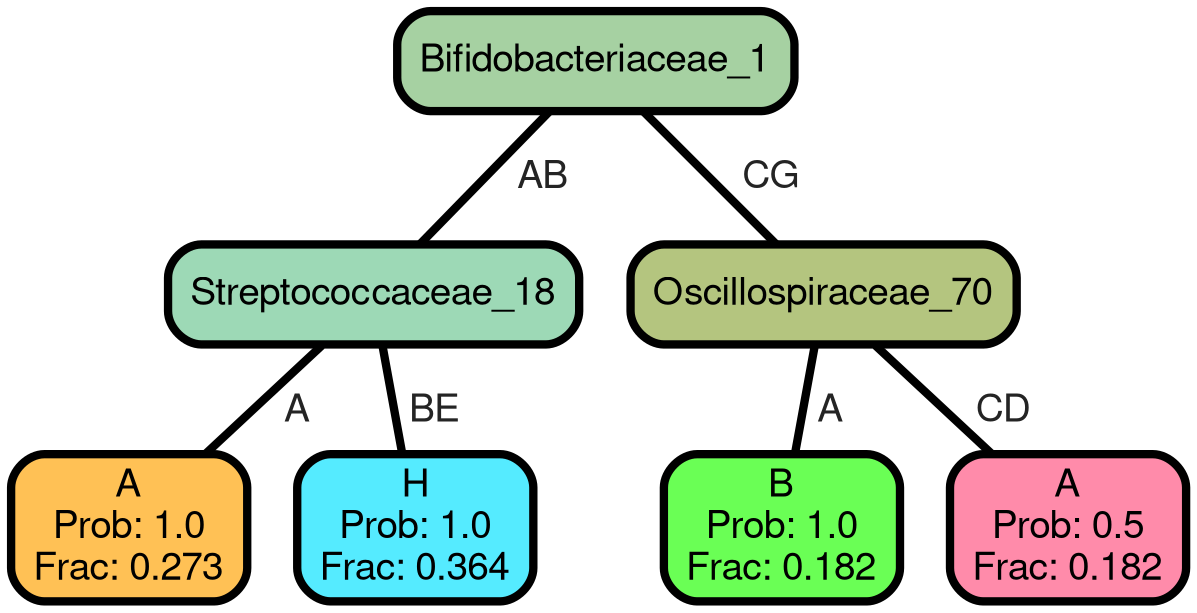 Bifidobacteriaceae_1
AB
CG
Streptococcaceae_18
Oscillospiraceae_70
A
BE
A
CD
A
Prob: 1.0
Frac: 0.273
H
Prob: 1.0
Frac: 0.364
B
Prob: 1.0
Frac: 0.182
A
Prob: 0.5
Frac: 0.182